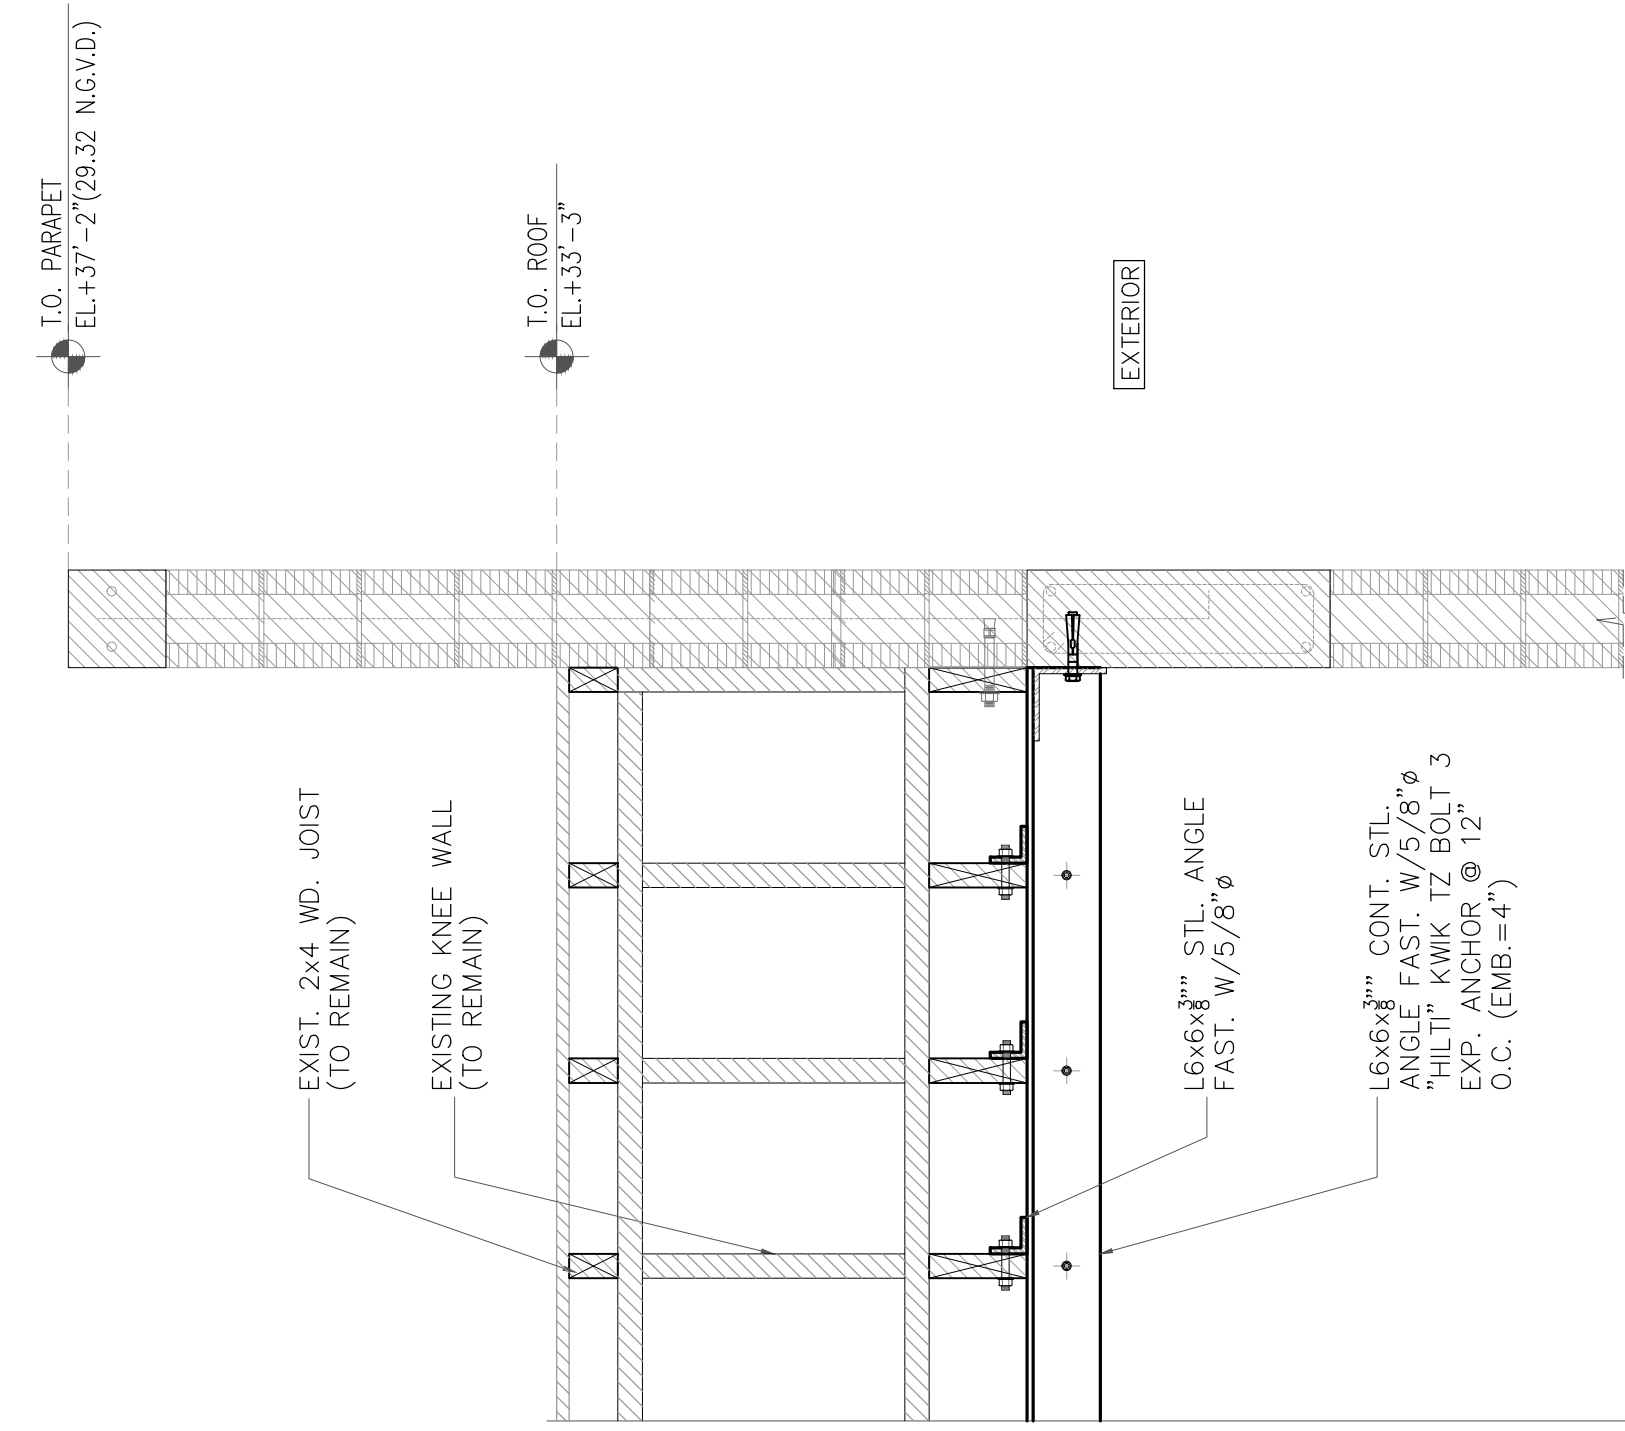 T.O. PARAPET
EL.+37'-2"(29.32 N.G.V.D.)
T.O. ROOF
EL.+33'-3"
EXTERIOR
EXIST. 2x4 WD. JOIST
(TO REMAIN)
EXISTING KNEE WALL
(TO REMAIN)
L6x6x3/8"" STL. ANGLE
FAST. W/5/8"ø
L6x6x3/8"" CONT. STL.
ANGLE FAST. W/5/8"ø
"HILTI" KWIK TZ BOLT 3
EXP. ANCHOR @ 12"
O.C. (EMB.=4")